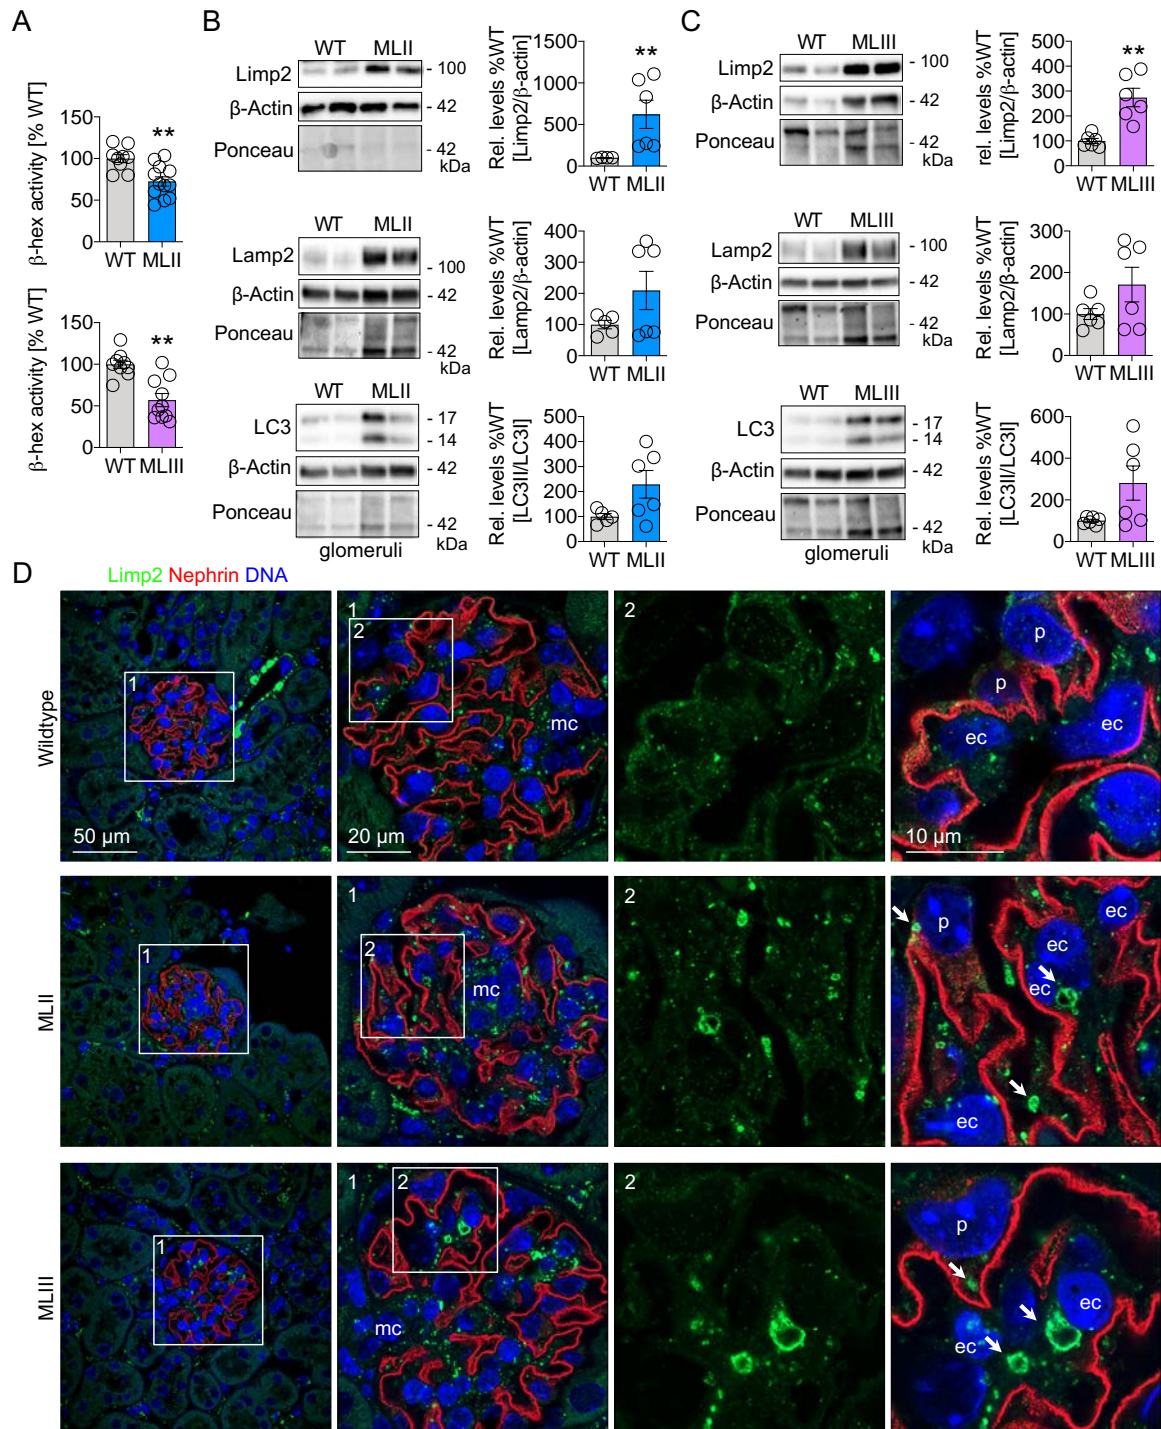 A
β-hex activity [% WT]
150
100
50
0
**
WT MLII
β-hex activity [% WT]
150
100
50
0
**
WT MLIII
B
WT MLII
Limp2 - 100
β-Actin - 42
Ponceau - 42
kDa
Rel. levels %WT
[Limp2/β-actin]
1500
1000
500
0
**
WT
MLII
WT MLII
Lamp2 - 100
β-Actin - 42
Ponceau - 42
kDa
Rel. levels %WT
[Lamp2/β-actin]
400
300
200
100
0
WT
MLII
LC3 - 17
- 14
β-Actin - 42
Ponceau - 42
kDa
glomeruli
Rel. levels %WT
[LC3II/LC3I]
500
400
300
200
100
0
WT
MLII
C
WT MLIII
Limp2 - 100
β-Actin - 42
Ponceau - 42
kDa
rel. levels %WT
[Limp2/β-actin]
500
400
300
200
100
0
**
WT
MLIII
WT MLIII
Lamp2 - 100
β-Actin - 42
Ponceau - 42
kDa
Rel. levels %WT
[Lamp2/β-actin]
300
200
100
0
WT
MLIII
LC3 - 17
- 14
β-Actin - 42
Ponceau - 42
kDa
glomeruli
Rel. levels %WT
[LC3II/LC3I]
600
400
200
0
WT
MLIII
D
Limp2 Nephrin DNA
Wildtype
1
50 µm
1
2
mc
20 µm
2
p
p
ec
ec
10 µm
MLII
1
1
2
mc
2
p
ec
ec
ec
ec
MLIII
1
1
2
mc
2
p
ec
ec